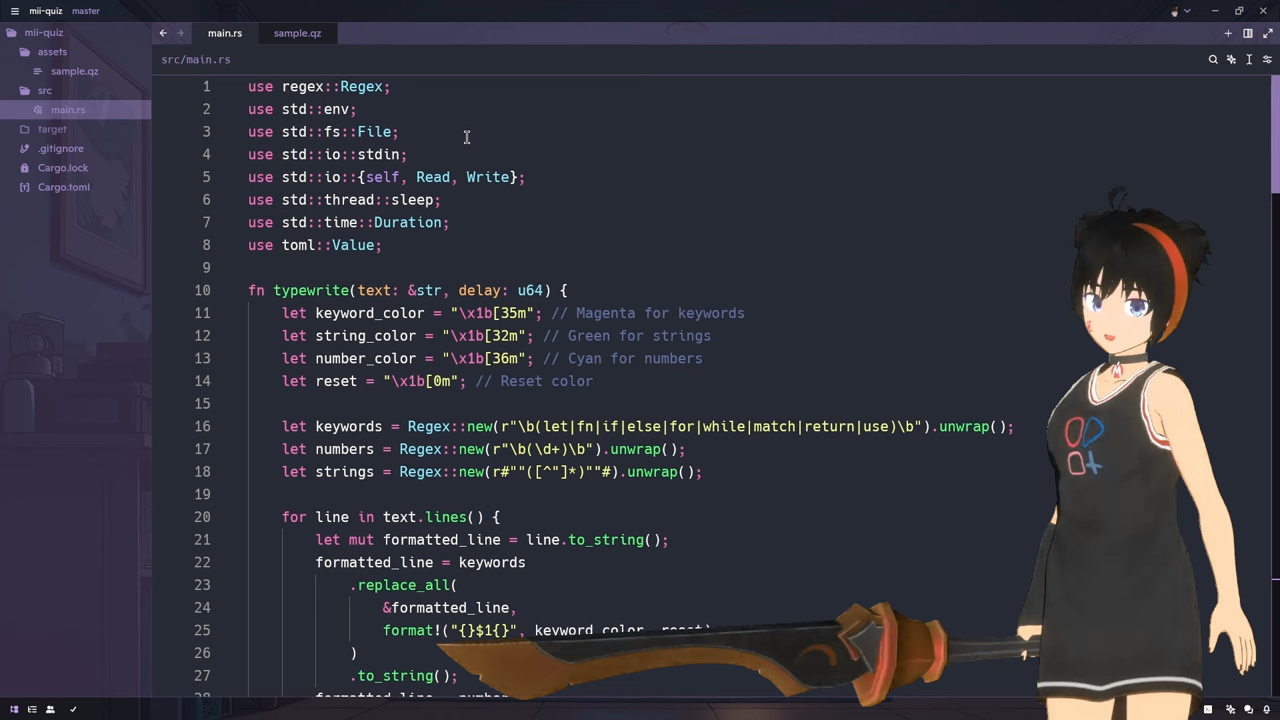 mii-quiz master
mii-quiz
assets
sample.qz
src
main.rs
target
.gitignore
Cargo.lock
Cargo.toml
main.rs sample.qz
src/main.rs
1 use regex::Regex;
2 use std::env;
3 use std::fs::File;
4 use std::io::stdin;
5 use std::io::{self, Read, Write};
6 use std::thread::sleep;
7 use std::time::Duration;
8 use toml::Value;
9
10 fn typewrite(text: &str, delay: u64) {
11 let keyword_color = "\x1b[35m"; // Magenta for keywords
12 let string_color = "\x1b[32m"; // Green for strings
13 let number_color = "\x1b[36m"; // Cyan for numbers
14 let reset = "\x1b[0m"; // Reset color
15
16 let keywords = Regex::new(r"\b(let|fn|if|else|for|while|match|return|use)\b").unwrap();
17 let numbers = Regex::new(r"\b(\d+)\b").unwrap();
18 let strings = Regex::new(r#""([^"]*)""#).unwrap();
19
20 for line in text.lines() {
21 let mut formatted_line = line.to_string();
22 formatted_line = keywords
23 .replace_all(
24 &formatted_line,
25 format!("{}$1{}", keyword_color, reset)
26 )
27 .to_string();